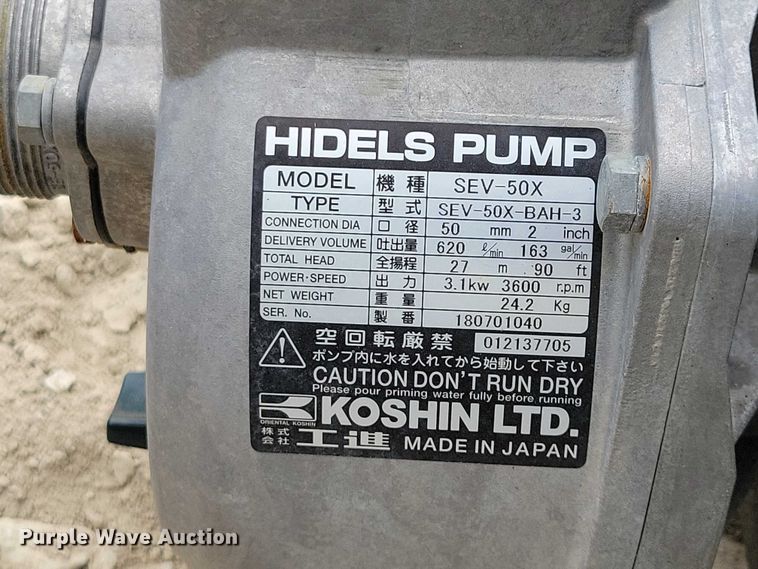 HIDELS PUMP
MODEL 機種 SEV-50X
TYPE 型式 SEV-50X-BAH-3
CONNECTION DIA 口径 50 mm 2 inch
DELIVERY VOLUME 吐出量 620 ℓ/min 163 gal/min
TOTAL HEAD 全揚程 27 m 90 ft
POWER·SPEED 出力 3.1kw 3600 r.p.m
NET WEIGHT 重量 24.2 Kg
SER. No. 製番 180701040
空回転厳禁 012137705
ポンプ内に水を入れてから始動して下さい
CAUTION DON'T RUN DRY
Please pour priming water fully before running
ORIENTAL KOSHIN KOSHIN LTD.
株式会社 工進 MADE IN JAPAN
Purple Wave Auction